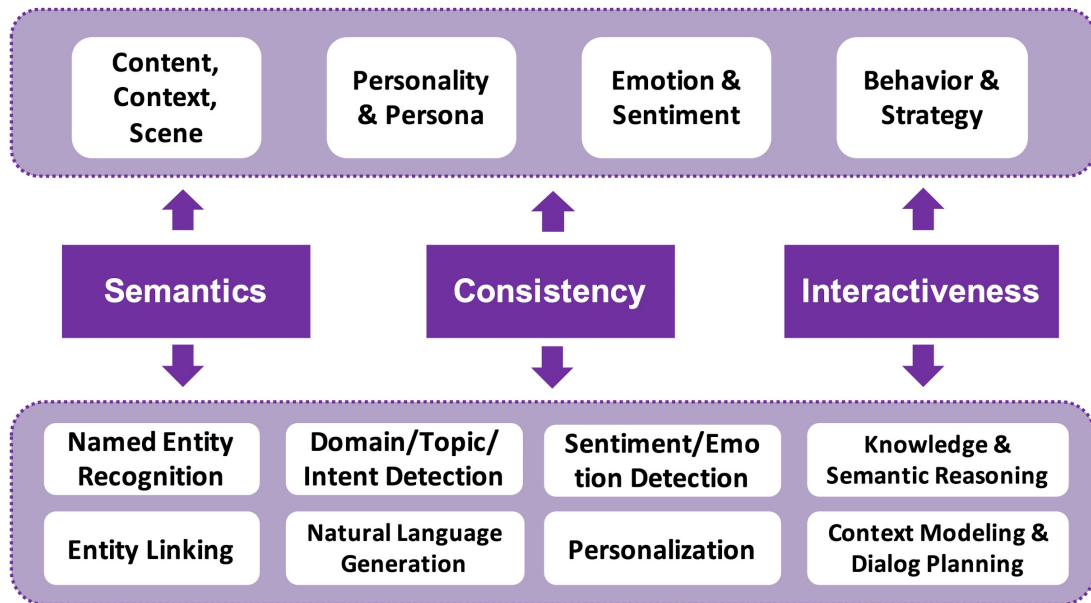 Content,
Context,
Scene
Personality
& Persona
Emotion &
Sentiment
Behavior &
Strategy
Semantics
Consistency
Interactiveness
Named Entity
Recognition
Domain/Topic/
Intent Detection
Sentiment/Emo
tion Detection
Knowledge &
Semantic Reasoning
Entity Linking
Natural Language
Generation
Personalization
Context Modeling &
Dialog Planning